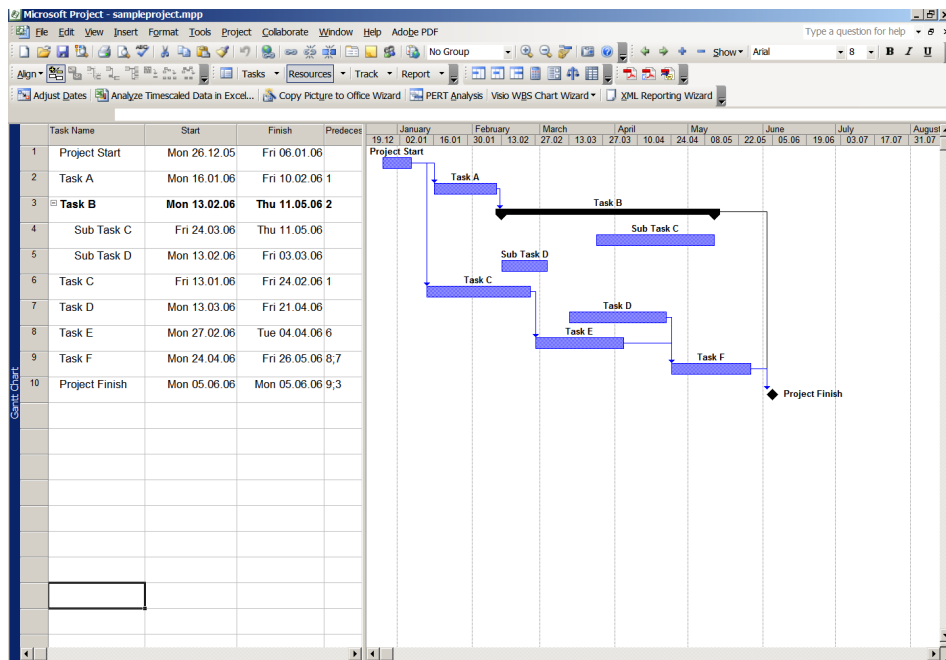 Microsoft Project - sampleproject.mpp
File Edit View Insert Format Tools Project Collaborate Window Help Adobe PDF Type a question for help
No Group Show Arial 8 B I U
Align Tasks Resources Track Report
Adjust Dates Analyze Timescaled Data in Excel... Copy Picture to Office Wizard PERT Analysis Visio WBS Chart Wizard XML Reporting Wizard
Task Name Start Finish Predeces January February March April May June July August
19.12 02.01 16.01 30.01 13.02 27.02 13.03 27.03 10.04 24.04 08.05 22.05 05.06 19.06 03.07 17.07 31.07
1 Project Start Mon 26.12.05 Fri 06.01.06 Project Start
2 Task A Mon 16.01.06 Fri 10.02.06 1 Task A
3 Task B Mon 13.02.06 Thu 11.05.06 2 Task B
4 Sub Task C Fri 24.03.06 Thu 11.05.06 Sub Task C
5 Sub Task D Mon 13.02.06 Fri 03.03.06 Sub Task D
6 Task C Fri 13.01.06 Fri 24.02.06 1 Task C
7 Task D Mon 13.03.06 Fri 21.04.06 Task D
8 Task E Mon 27.02.06 Tue 04.04.06 6 Task E
9 Task F Mon 24.04.06 Fri 26.05.06 8;7 Task F
10 Project Finish Mon 05.06.06 Mon 05.06.06 9;3 Project Finish
Gantt Chart